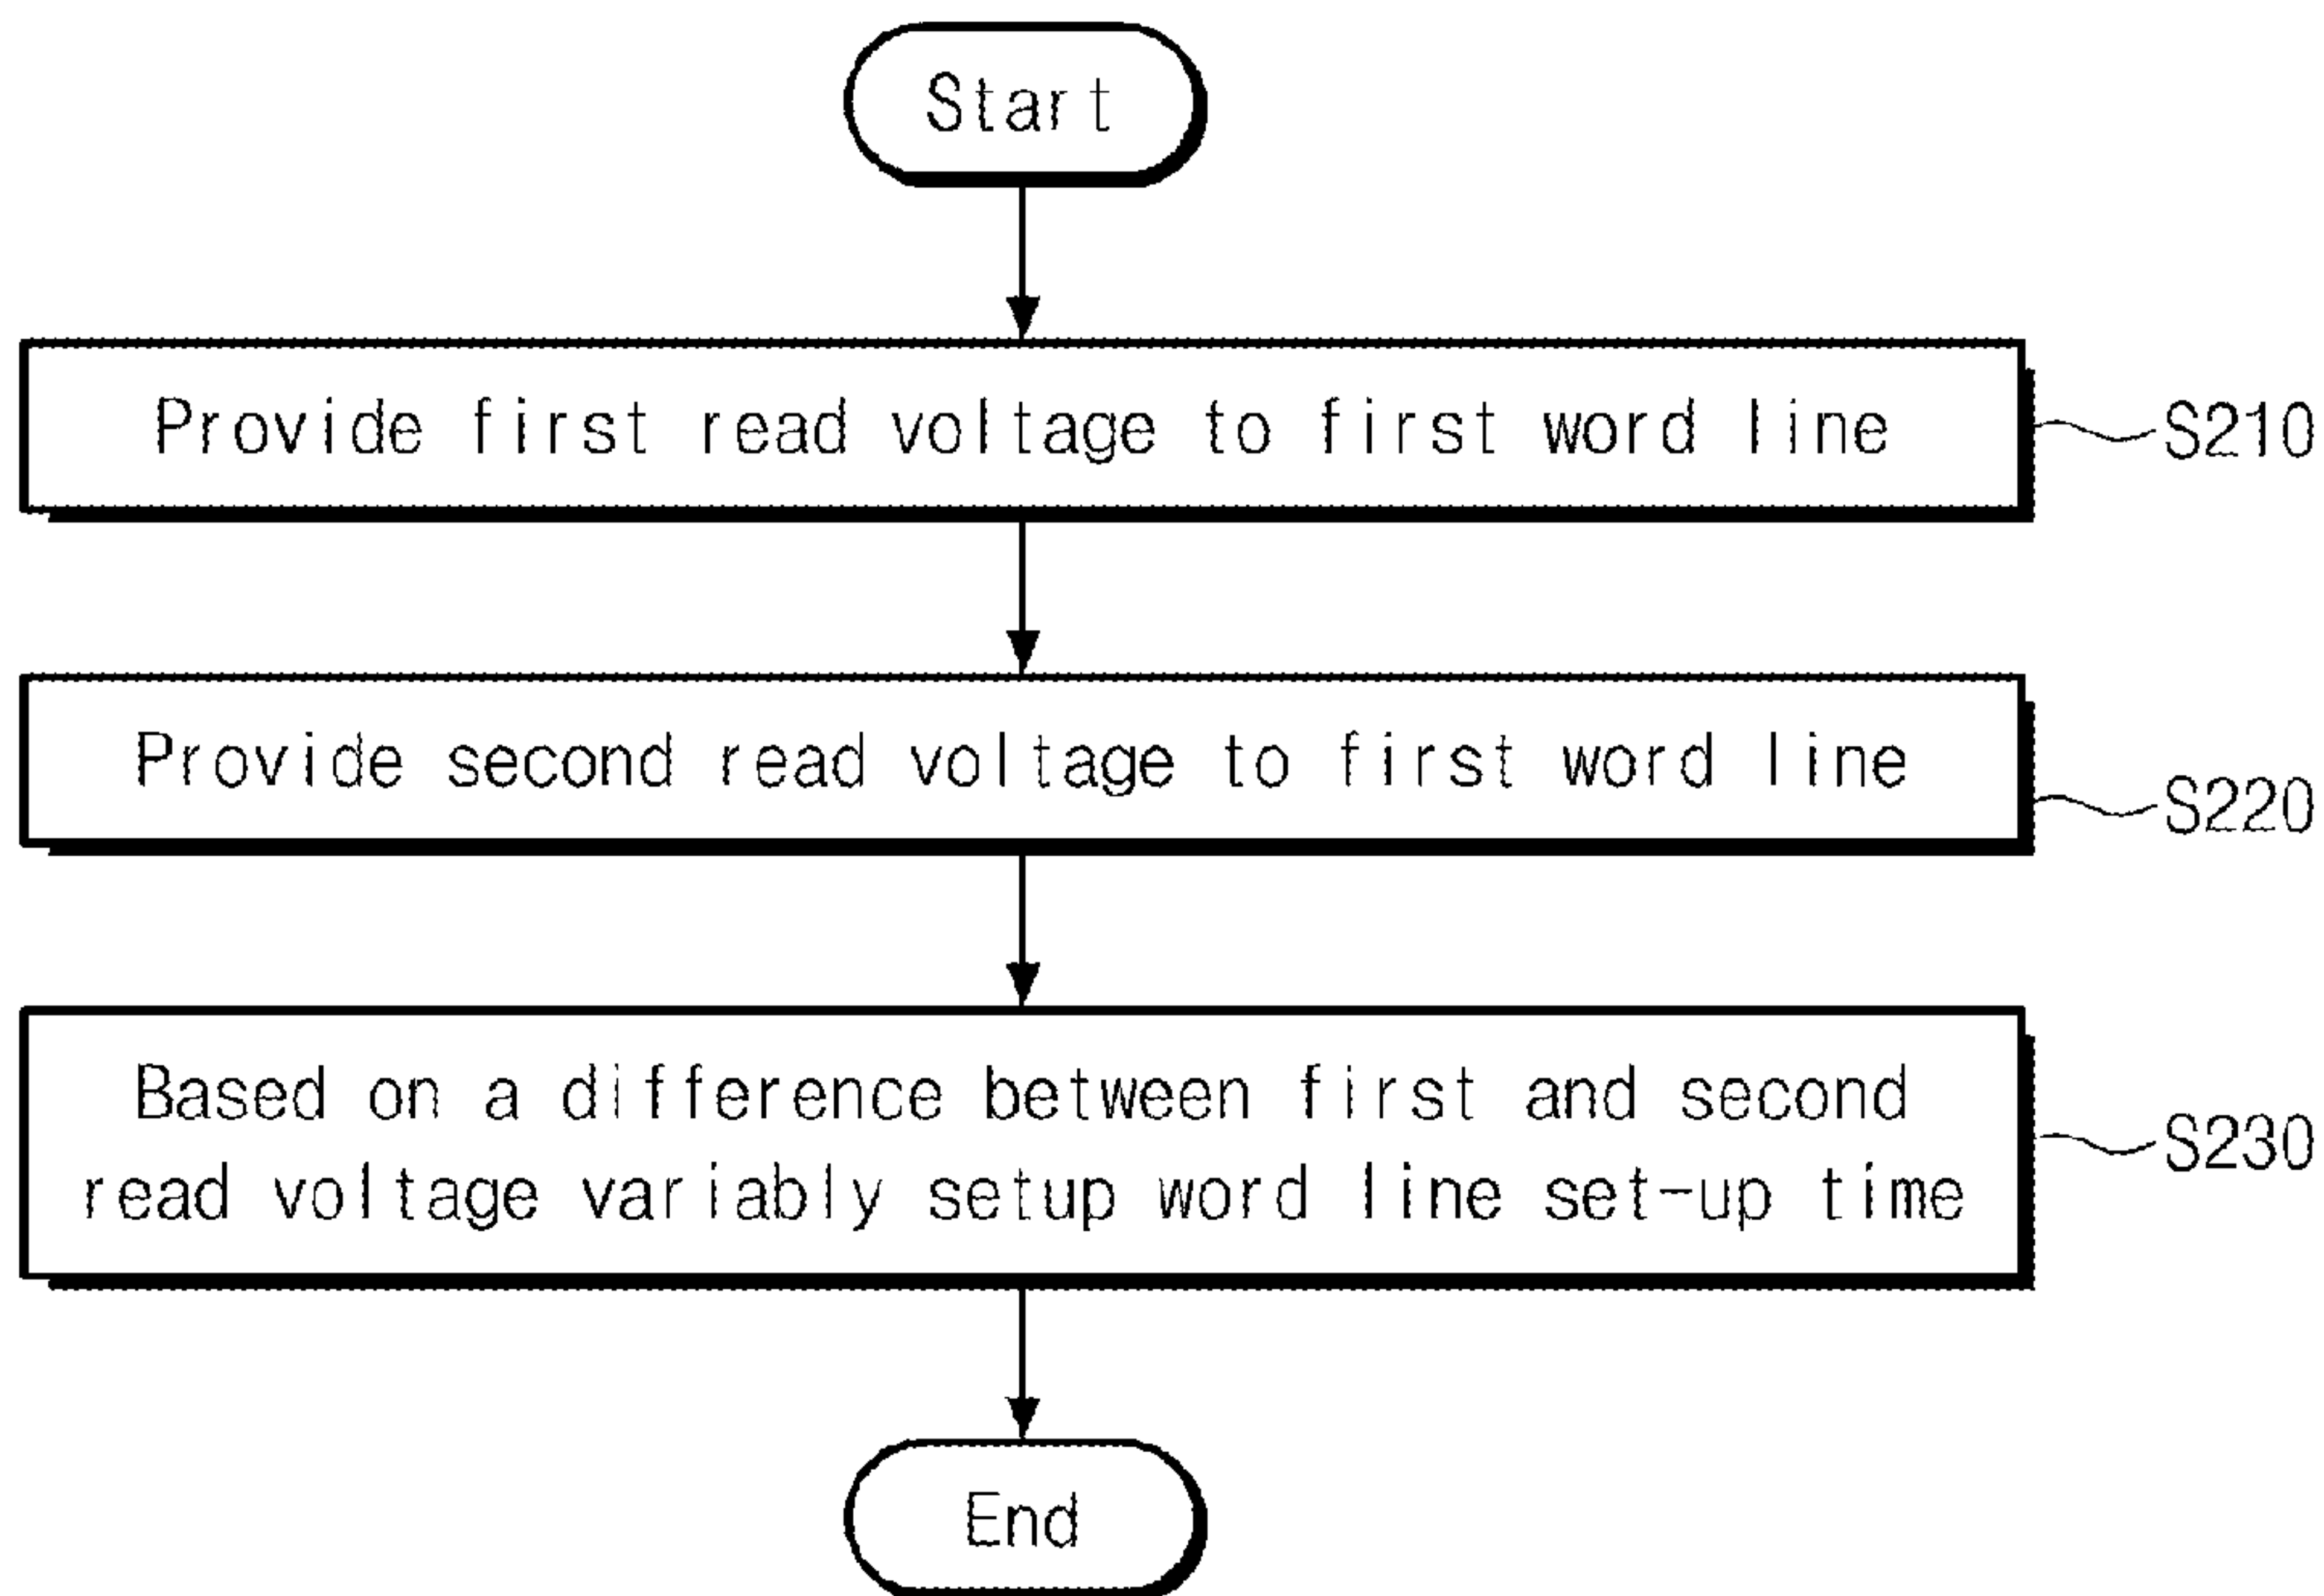 Start
Provide first read voltage to first word line
S210
Provide second read voltage to first word line
S220
Based on a difference between first and second
read voltage variably setup word line set-up time
S230
End